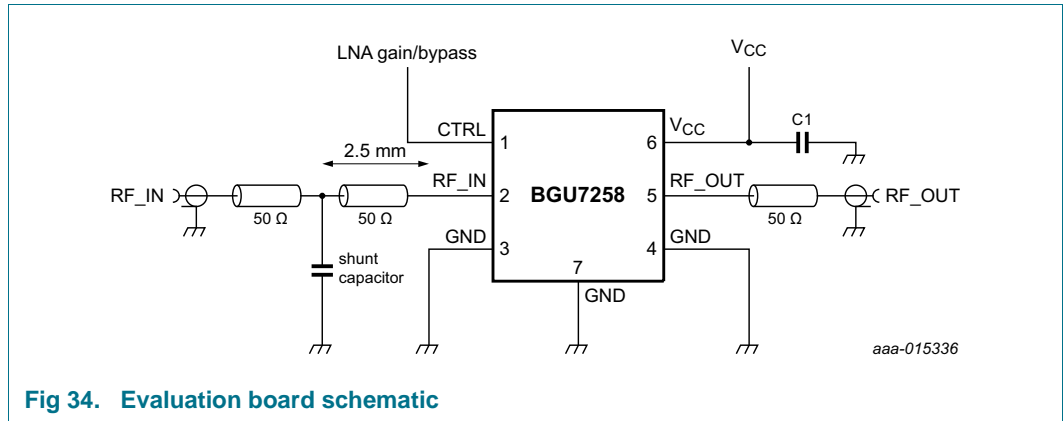 LNA gain/bypass
VCC
CTRL
1
VCC
6
C1
2.5 mm
RF_IN
50 Ω
50 Ω
RF_IN
2
BGU7258
5
RF_OUT
50 Ω
RF_OUT
shunt
capacitor
GND
3
4
GND
7
GND
aaa-015336
Fig 34. Evaluation board schematic